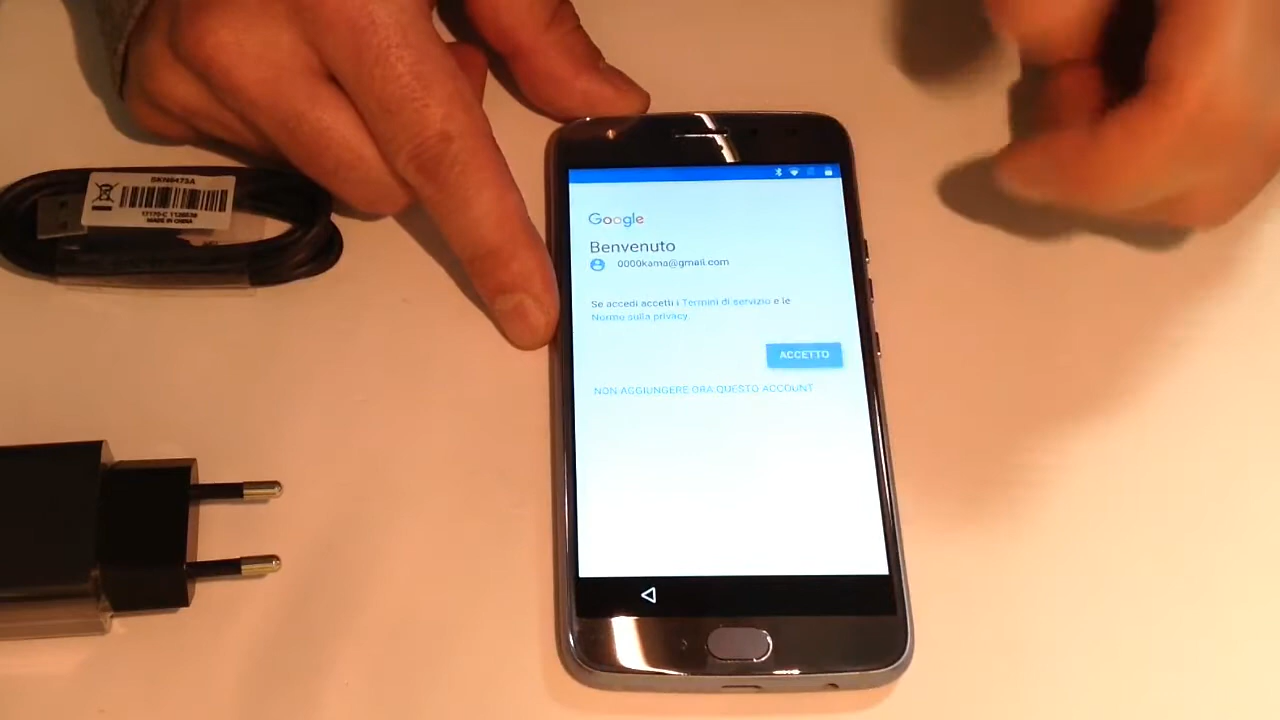 SKN6473A
MADE IN CHINA
Google
Benvenuto
0000kama@gmail.com
Se accedi accetti i Termini di servizio e le
Norme sulla privacy.
ACCETTO
NON AGGIUNGERE ORA QUESTO ACCOUNT